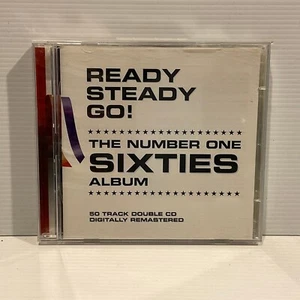 READY
STEADY
GO!
THE NUMBER ONE
SIXTIES
ALBUM
50 TRACK DOUBLE CD
DIGITALLY REMASTERED